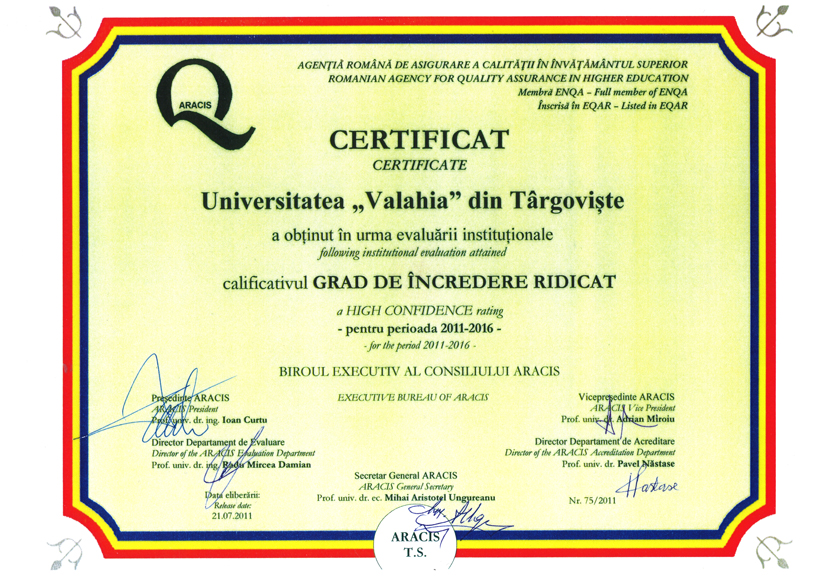 AGENȚIA ROMÂNĂ DE ASIGURARE A CALITĂȚII ÎN ÎNVĂȚĂMÂNTUL SUPERIOR
ROMANIAN AGENCY FOR QUALITY ASSURANCE IN HIGHER EDUCATION
Membră ENQA – Full member of ENQA
Înscrisă în EQAR – Listed in EQAR
ARACIS
CERTIFICAT
CERTIFICATE
Universitatea „Valahia” din Târgoviște
a obținut în urma evaluării instituționale
following institutional evaluation attained
calificativul GRAD DE ÎNCREDERE RIDICAT
a HIGH CONFIDENCE rating
- pentru perioada 2011-2016 -
- for the period 2011-2016 -
BIROUL EXECUTIV AL CONSILIULUI ARACIS
EXECUTIVE BUREAU OF ARACIS
Președinte ARACIS
ARACIS President
Prof. univ. dr. ing. Ioan Curtu
Director Departament de Evaluare
Director of the ARACIS Evaluation Department
Prof. univ. dr. ing. Radu Mircea Damian
Data eliberării:
Release date:
21.07.2011
Secretar General ARACIS
ARACIS General Secretary
Prof. univ. dr. ec. Mihai Aristotel Ungureanu
Vicepreședinte ARACIS
ARACIS Vice President
Prof. univ. dr. Adrian Miroiu
Director Departament de Acreditare
Director of the ARACIS Accreditation Department
Prof. univ. dr. Pavel Năstase
Nr. 75/2011
ARACIS
T.S.